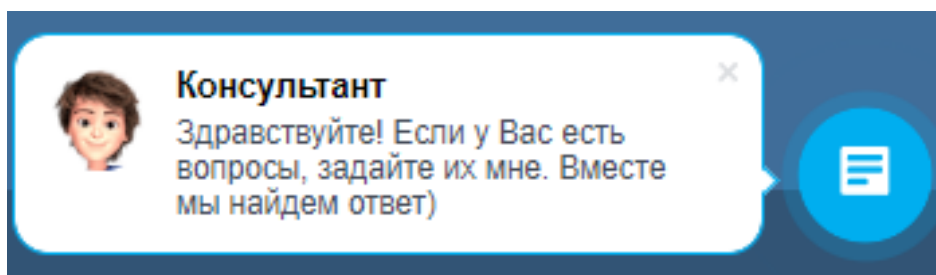 Консультант
Здравствуйте! Если у Вас есть
вопросы, задайте их мне. Вместе
мы найдем ответ)